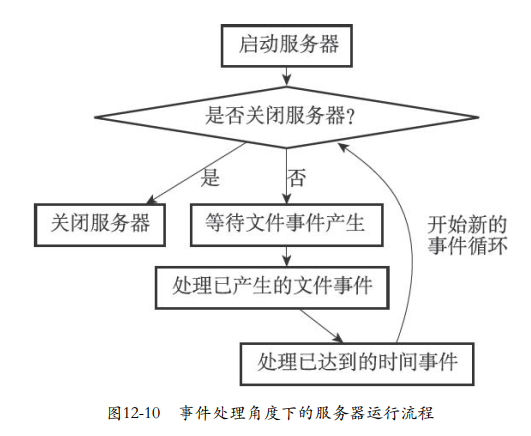 启动服务器
是否关闭服务器?
是
否
关闭服务器
等待文件事件产生
开始新的
事件循环
处理已产生的文件事件
处理已达到的时间事件
图12-10 事件处理角度下的服务器运行流程